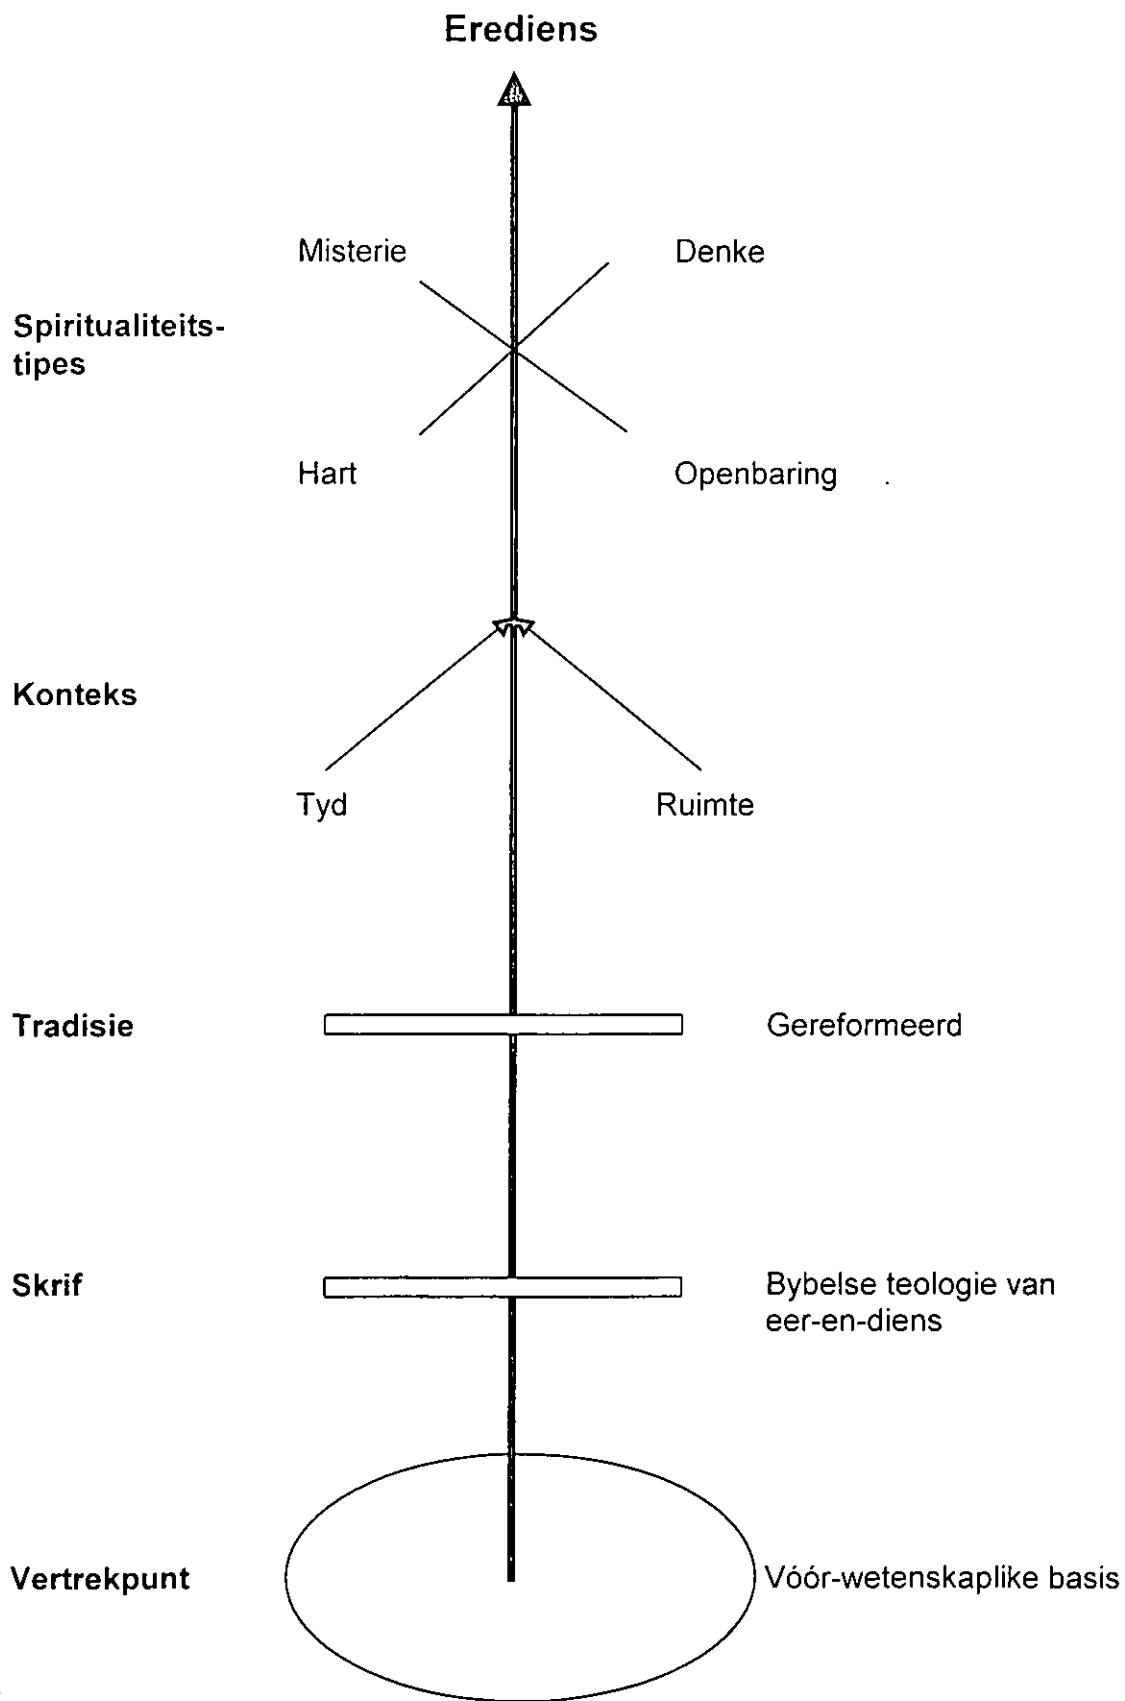 Erediens
Misterie
Denke
Spiritualiteits-
tipes
Hart
Openbaring
Konteks
Tyd
Ruimte
Tradisie
Gereformeerd
Skrif
Bybelse teologie van
eer-en-diens
Vertrekpunt
Vóór-wetenskaplike basis